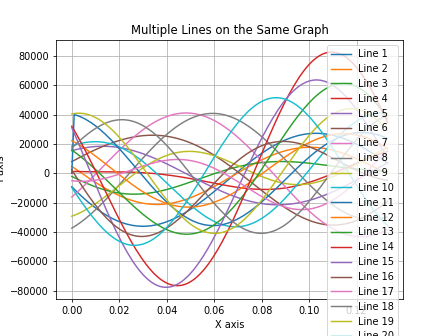 Multiple Lines on the Same Graph
80000
60000
40000
20000
0
−20000
−40000
−60000
−80000
0.00
0.02
0.04
0.06
0.08
0.10
X axis
Line 1
Line 2
Line 3
Line 4
Line 5
Line 6
Line 7
Line 8
Line 9
Line 10
Line 11
Line 12
Line 13
Line 14
Line 15
Line 16
Line 17
Line 18
Line 19
Line 20